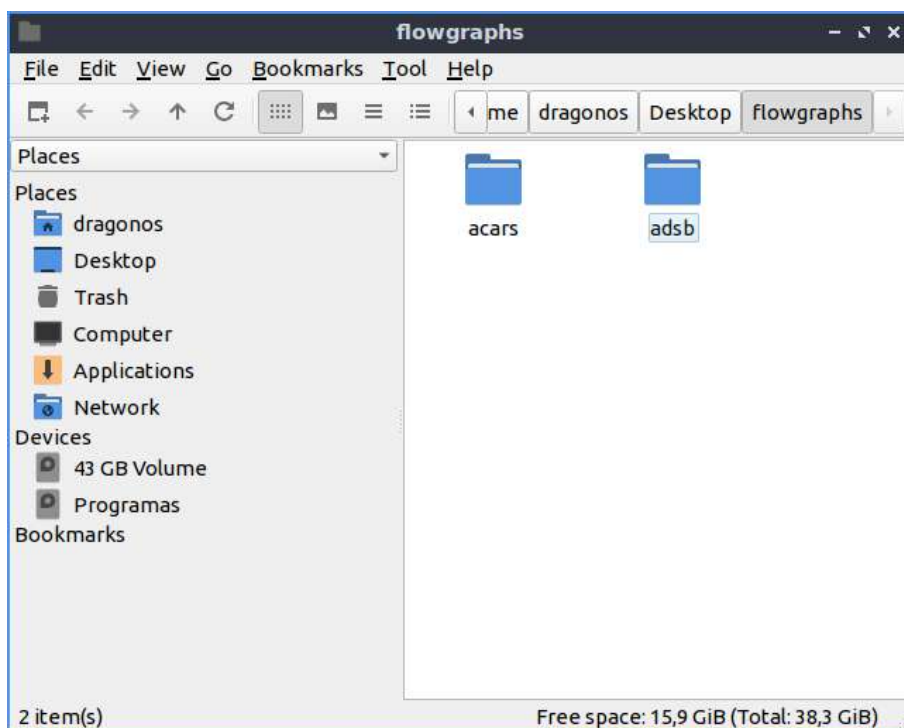 flowgraphs
File Edit View Go Bookmarks Tool Help
me dragonos Desktop flowgraphs
Places
Places
dragonos
Desktop
Trash
Computer
Applications
Network
Devices
43 GB Volume
Programas
Bookmarks
acars adsb
2 item(s) Free space: 15,9 GiB (Total: 38,3 GiB)